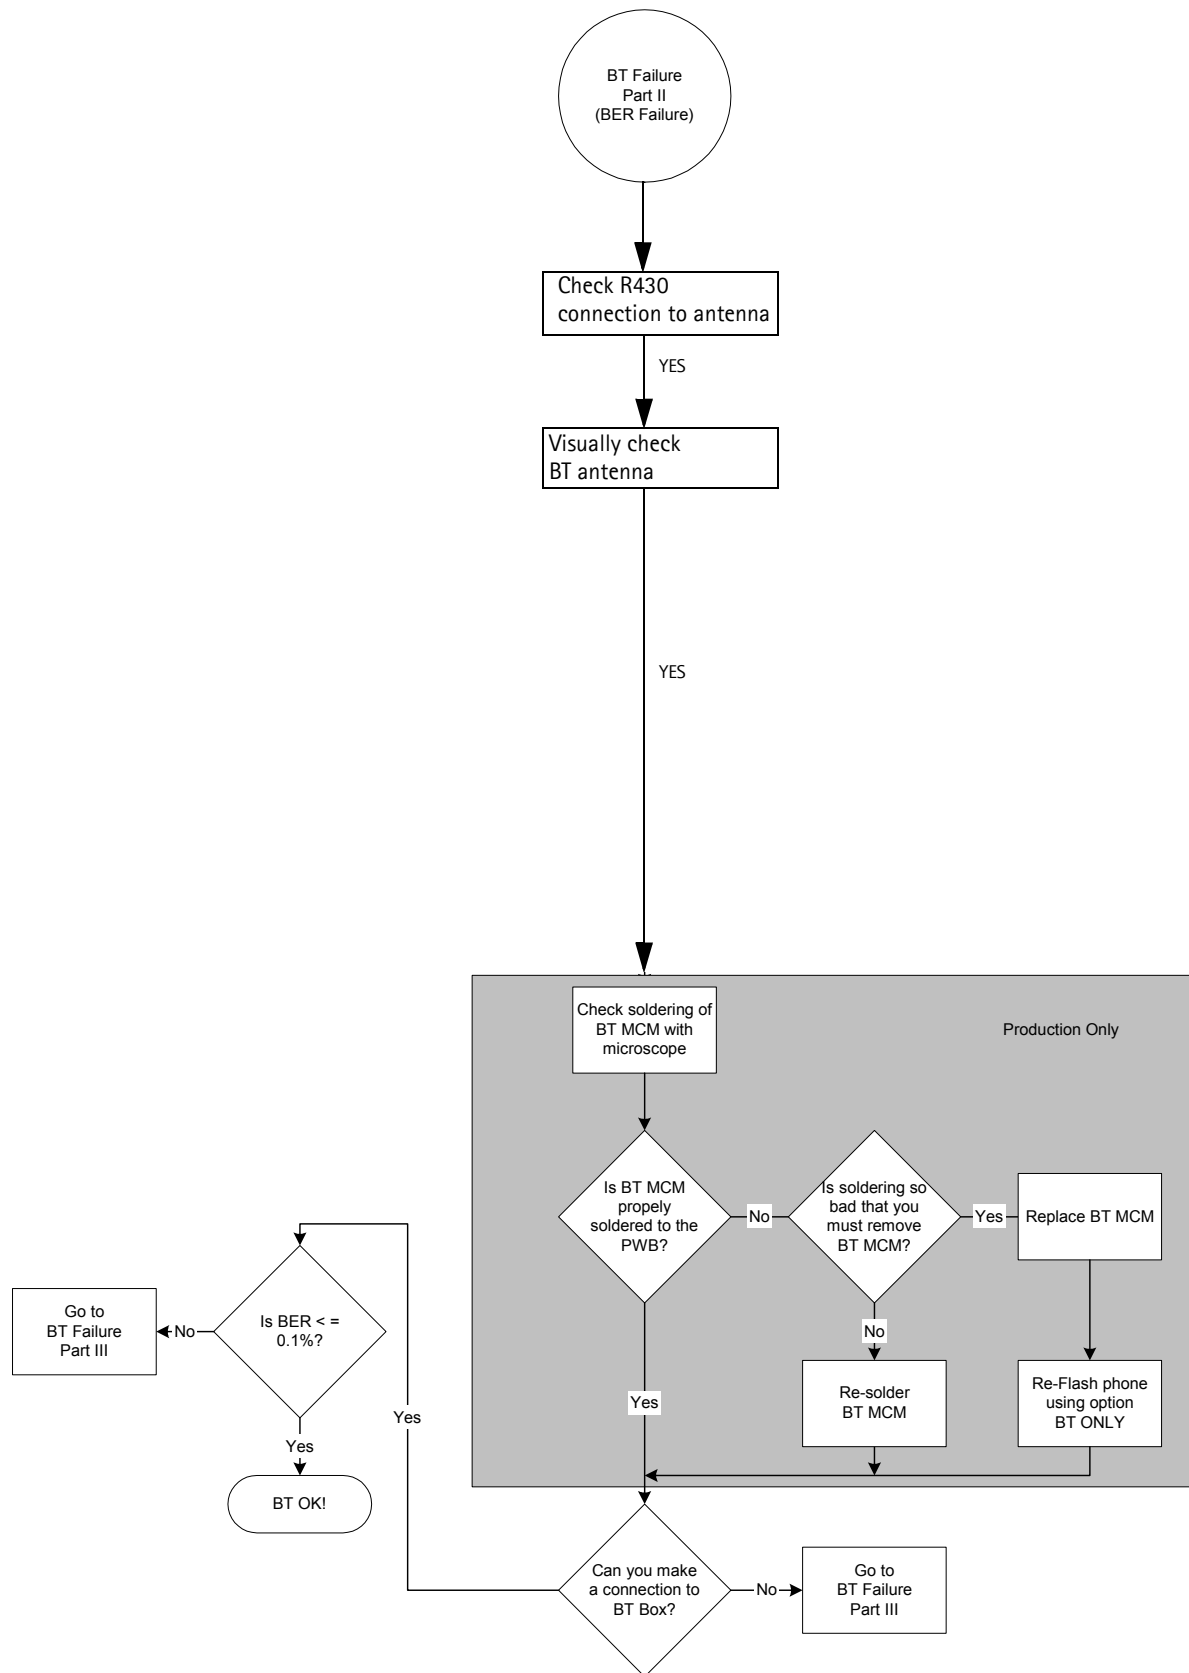 BT Failure
Part II
(BER Failure)
Check R430
connection to antenna
YES
Visually check
BT antenna
YES
Check soldering of
BT MCM with
microscope
Production Only
Is BT MCM
propely
soldered to the
PWB?
No
Is soldering so
bad that you
must remove
BT MCM?
Yes
Replace BT MCM
No
Re-solder
BT MCM
Re-Flash phone
using option
BT ONLY
Yes
Go to
BT Failure
Part III
No
Is BER < =
0.1%?
Yes
Yes
BT OK!
Can you make
a connection to
BT Box?
No
Go to
BT Failure
Part III